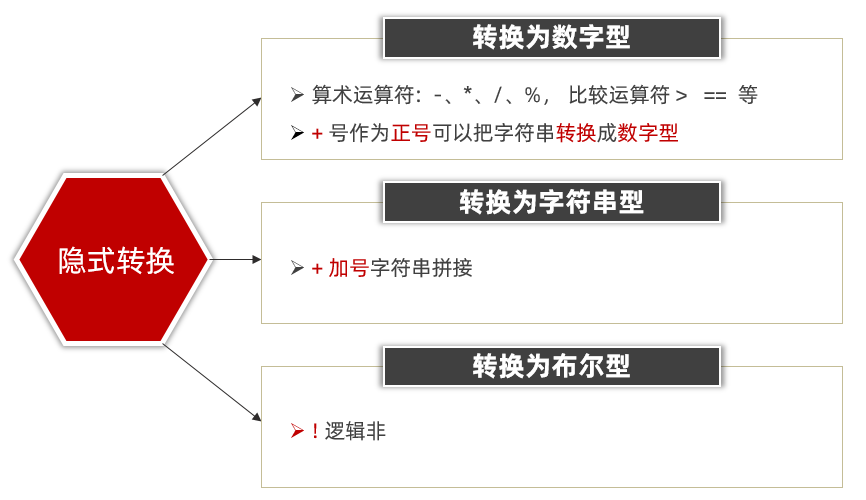 转换为数字型
算术运算符：-、*、/、%， 比较运算符 > == 等
+ 号作为正号可以把字符串转换成数字型
隐式转换
转换为字符串型
+ 加号字符串拼接
转换为布尔型
! 逻辑非